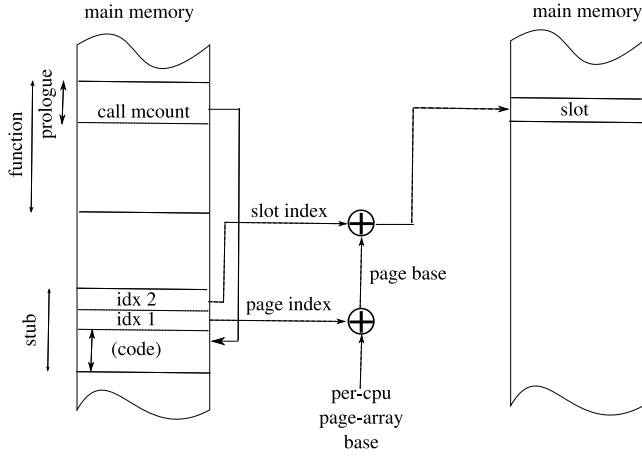 main memory
main memory
prologue
function
call mcount
slot
slot index
page base
idx 2
page index
idx 1
stub
(code)
per-cpu
page-array
base